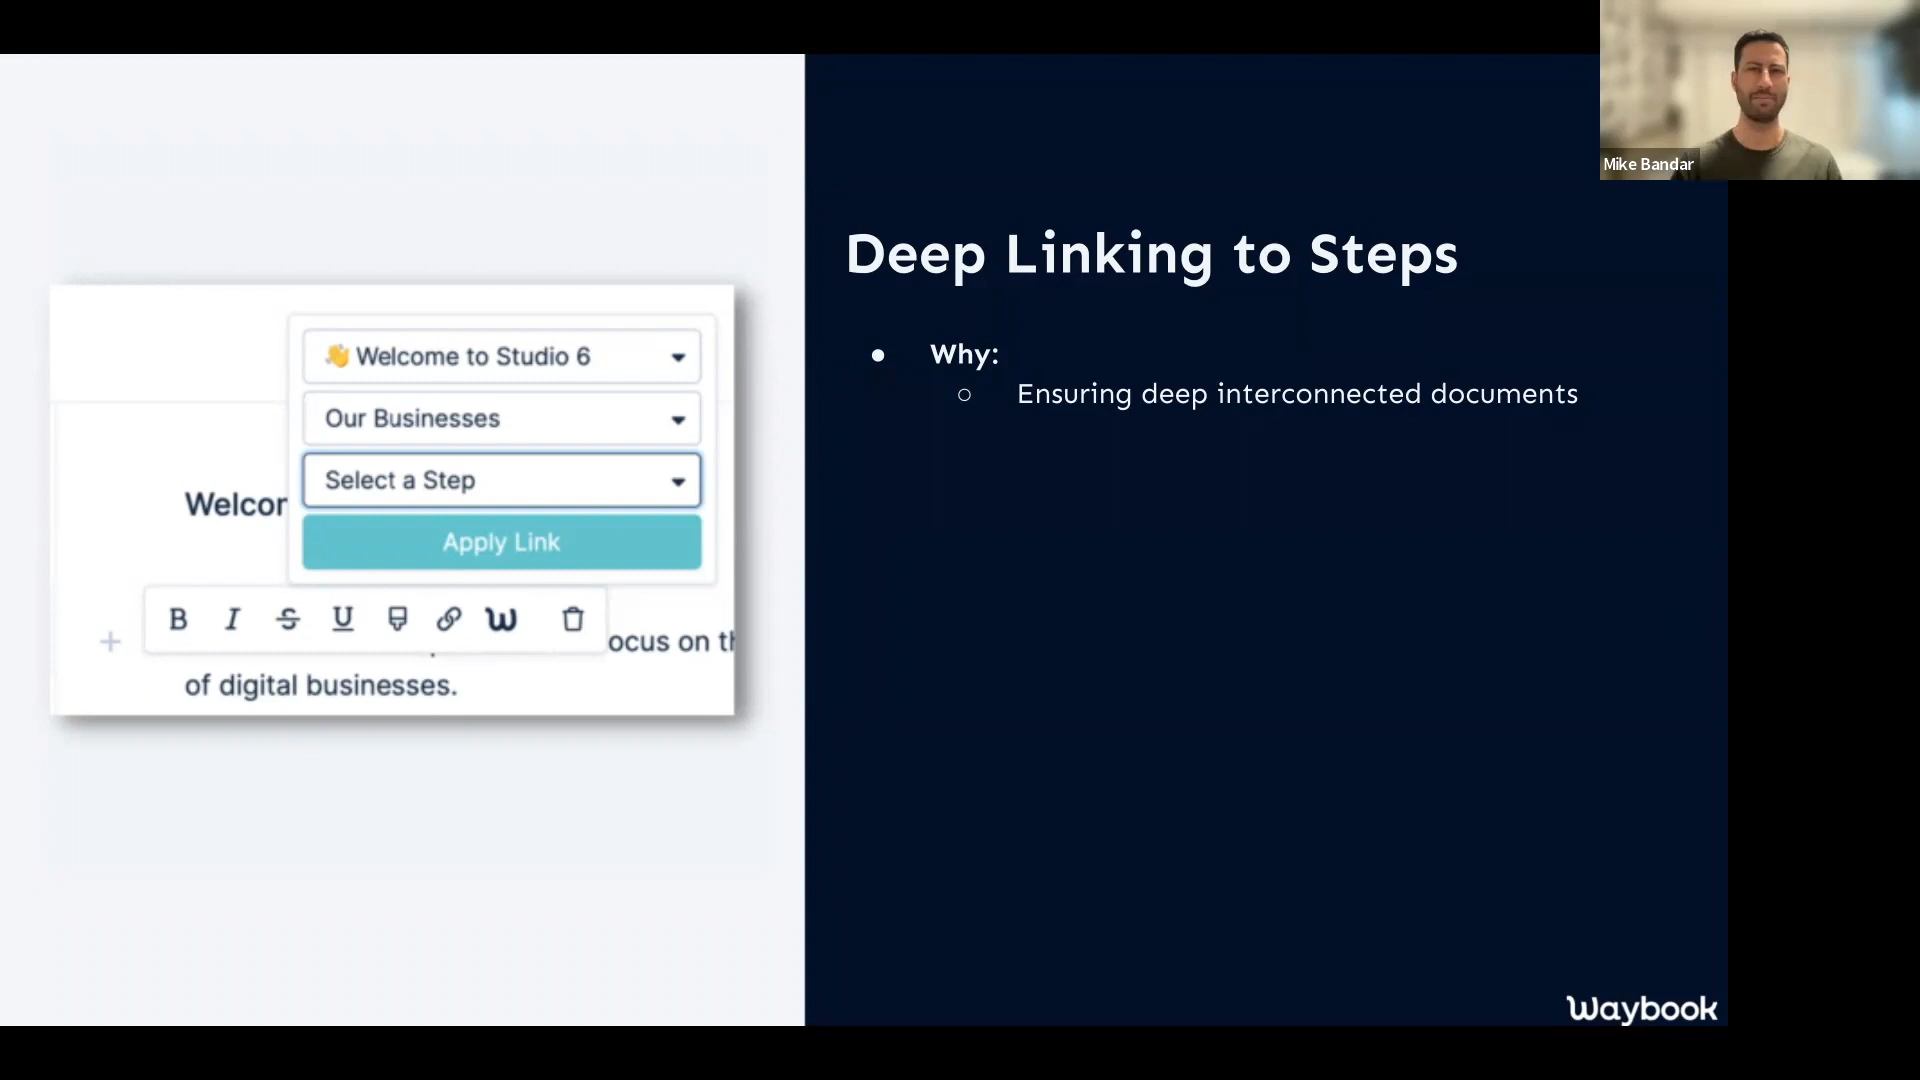 Mike Bandar
👋 Welcome to Studio 6
Our Businesses
Select a Step
Apply Link
Welcor
B I S U W
ocus on th
of digital businesses.
Deep Linking to Steps
Why:
Ensuring deep interconnected documents
Waybook